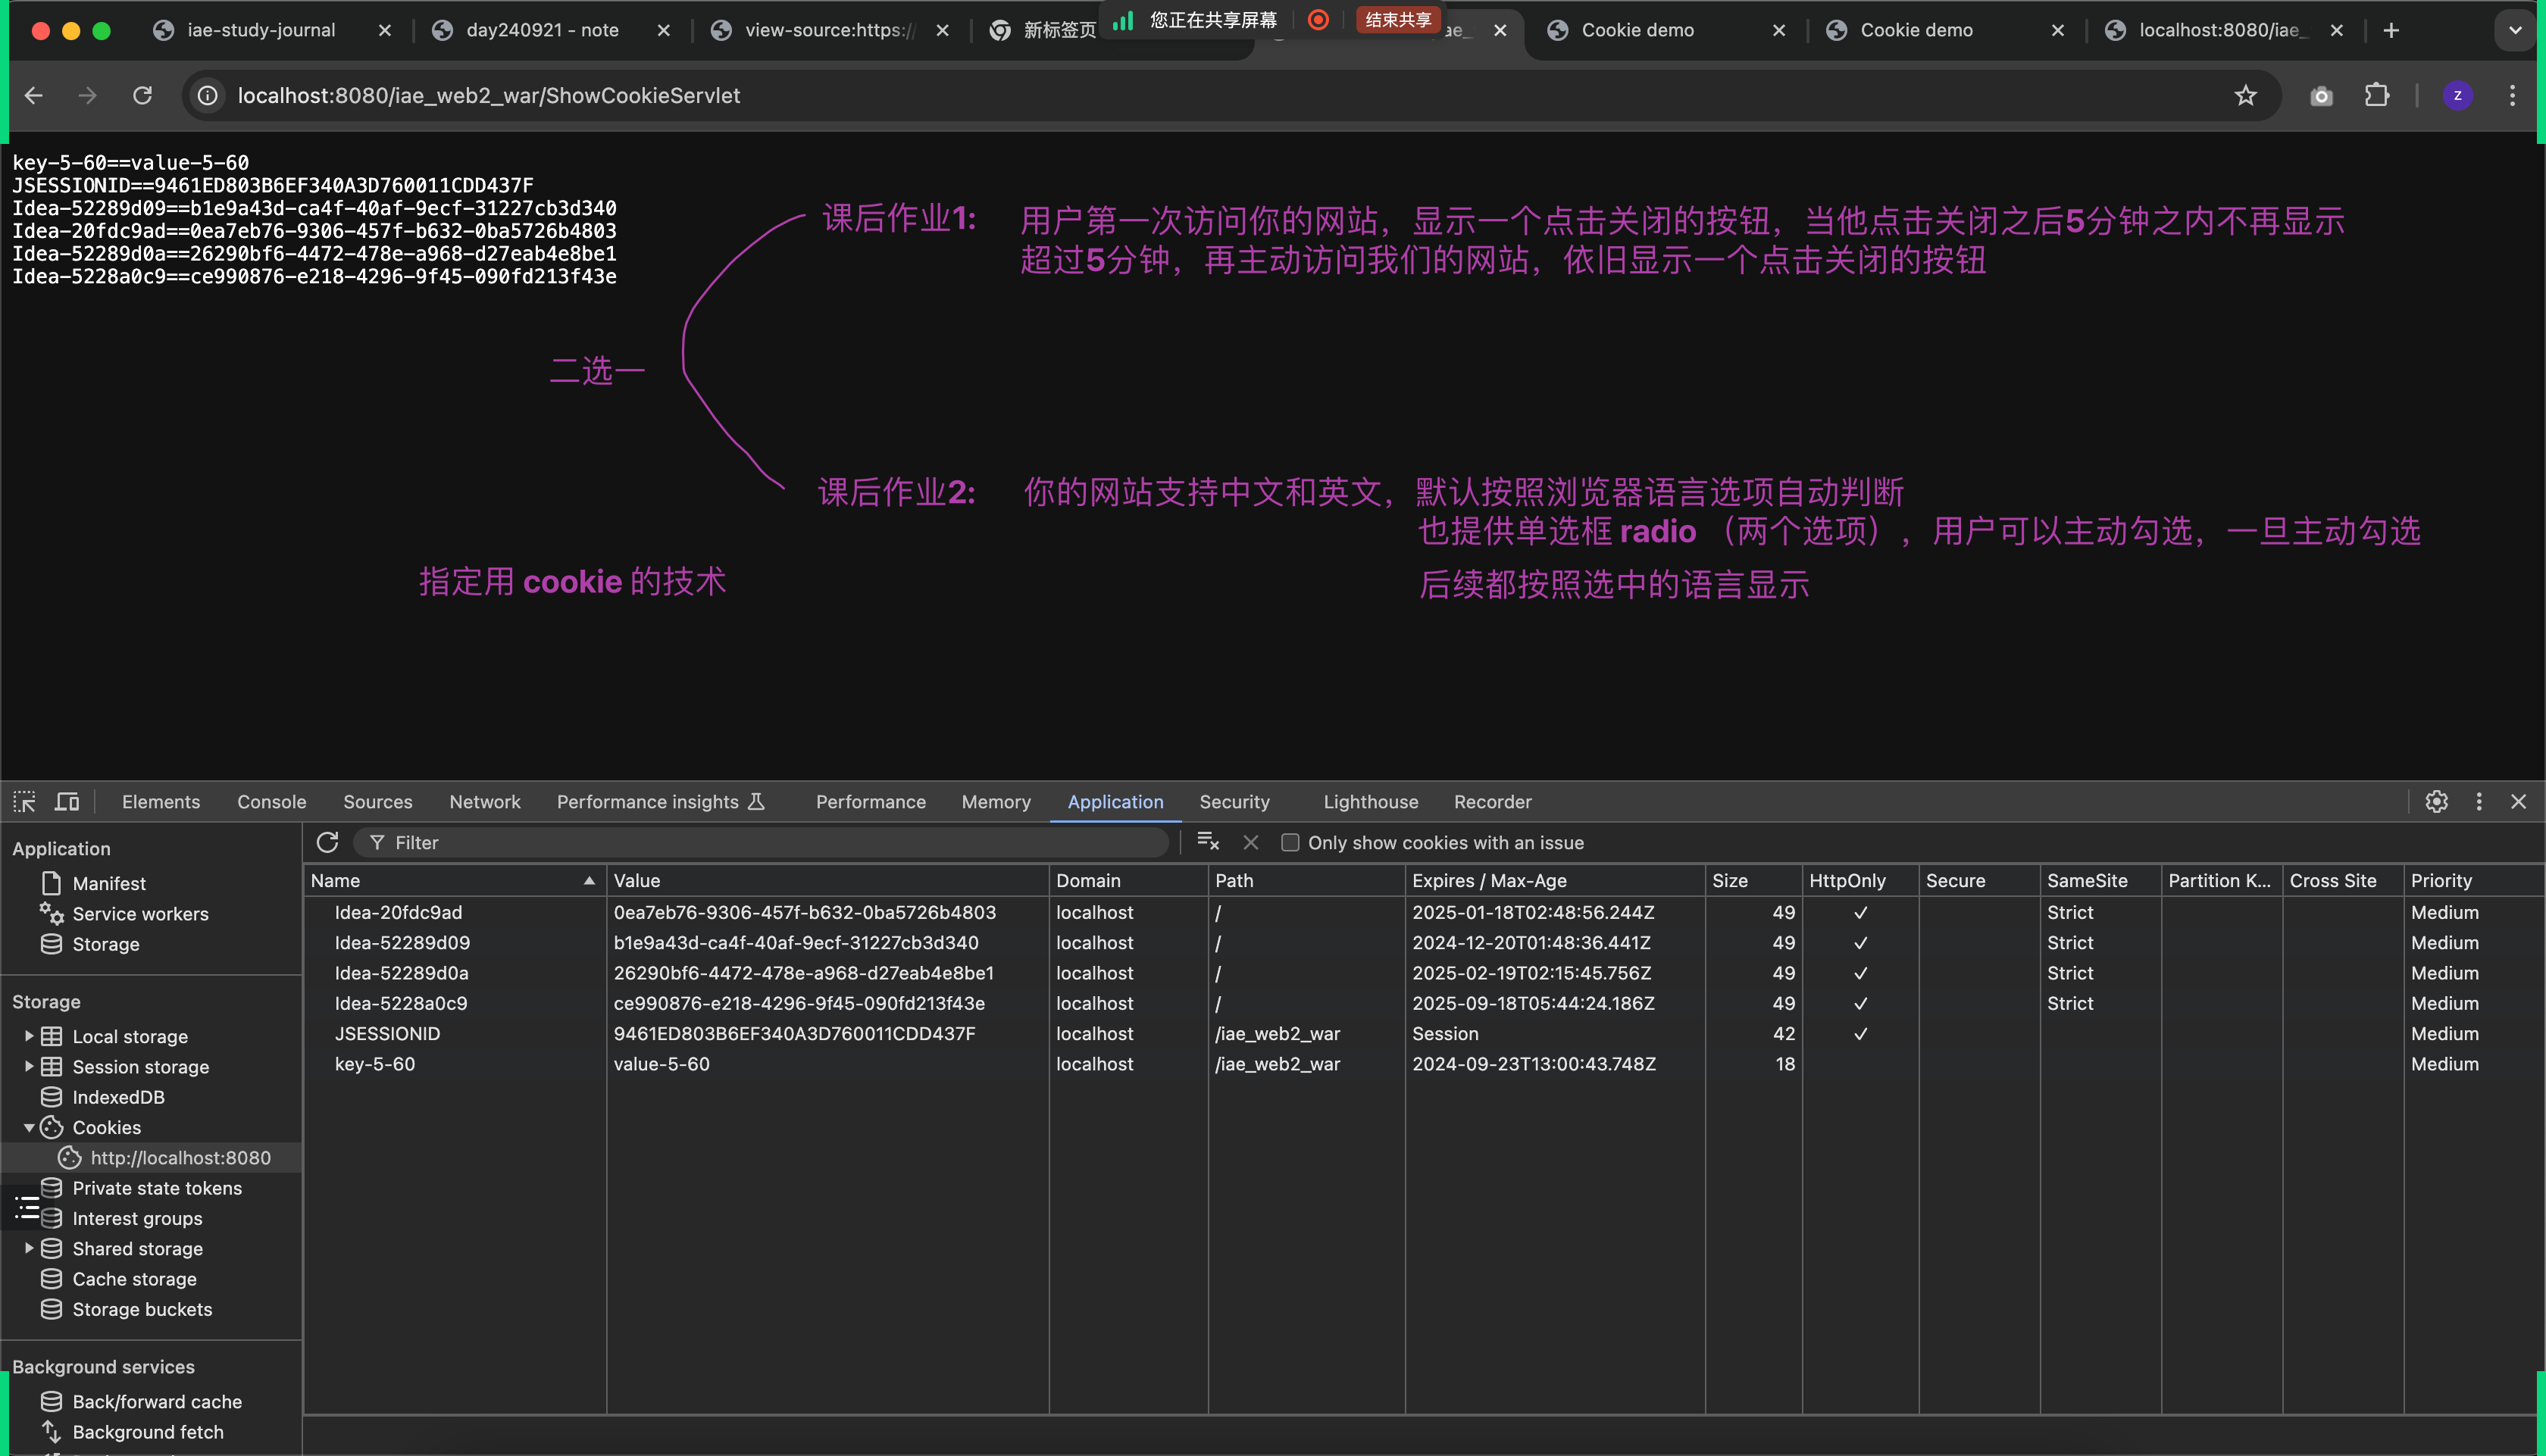 iae-study-journal
day240921 - note
view-source:https://
新标签页
您正在共享屏幕
结束共享
ae_
Cookie demo
Cookie demo
localhost:8080/iae_
localhost:8080/iae_web2_war/ShowCookieServlet
z
key-5-60==value-5-60
JSESSIONID==9461ED803B6EF340A3D760011CDD437F
Idea-52289d09==b1e9a43d-ca4f-40af-9ecf-31227cb3d340
Idea-20fdc9ad==0ea7eb76-9306-457f-b632-0ba5726b4803
Idea-52289d0a==26290bf6-4472-478e-a968-d27eab4e8be1
Idea-5228a0c9==ce990876-e218-4296-9f45-090fd213f43e
课后作业1: 用户第一次访问你的网站，显示一个点击关闭的按钮，当他点击关闭之后5分钟之内不再显示
超过5分钟，再主动访问我们的网站，依旧显示一个点击关闭的按钮
二选一
课后作业2: 你的网站支持中文和英文，默认按照浏览器语言选项自动判断
也提供单选框 radio （两个选项），用户可以主动勾选，一旦主动勾选
指定用 cookie 的技术
后续都按照选中的语言显示
Elements Console Sources Network Performance insights Performance Memory Application Security Lighthouse Recorder
Application
Manifest
Service workers
Storage
Storage
Local storage
Session storage
IndexedDB
Cookies
http://localhost:8080
Private state tokens
Interest groups
Shared storage
Cache storage
Storage buckets
Background services
Back/forward cache
Background fetch
Filter
Only show cookies with an issue
Name Value Domain Path Expires / Max-Age Size HttpOnly Secure SameSite Partition K... Cross Site Priority
Idea-20fdc9ad 0ea7eb76-9306-457f-b632-0ba5726b4803 localhost / 2025-01-18T02:48:56.244Z 49 ✓ Strict Medium
Idea-52289d09 b1e9a43d-ca4f-40af-9ecf-31227cb3d340 localhost / 2024-12-20T01:48:36.441Z 49 ✓ Strict Medium
Idea-52289d0a 26290bf6-4472-478e-a968-d27eab4e8be1 localhost / 2025-02-19T02:15:45.756Z 49 ✓ Strict Medium
Idea-5228a0c9 ce990876-e218-4296-9f45-090fd213f43e localhost / 2025-09-18T05:44:24.186Z 49 ✓ Strict Medium
JSESSIONID 9461ED803B6EF340A3D760011CDD437F localhost /iae_web2_war Session 42 ✓ Medium
key-5-60 value-5-60 localhost /iae_web2_war 2024-09-23T13:00:43.748Z 18 Medium